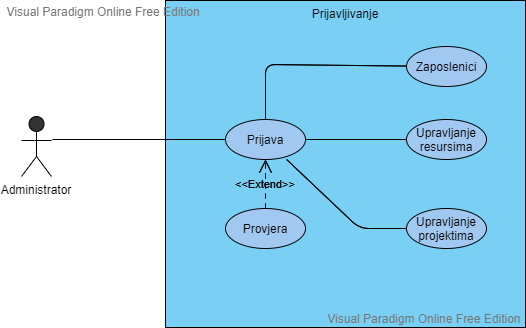 Visual Paradigm Online Free Edition
Prijavljivanje
Zaposlenici
Prijava
Upravljanje
resursima
Administrator
<<Extend>>
Provjera
Upravljanje
projektima
Visual Paradigm Online Free Edition